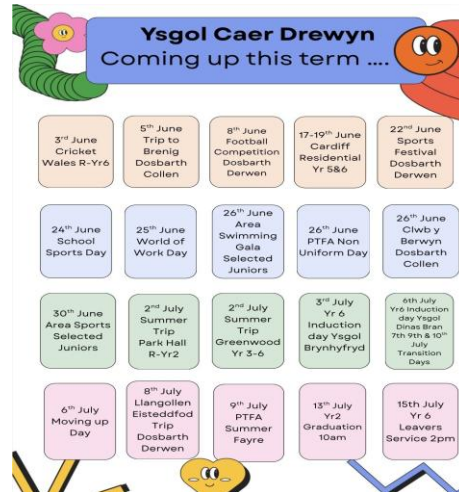 Ysgol Caer Drewyn
Coming up this term ....
3rd June
Cricket
Wales R-Yr6
5th June
Trip to
Brenig
Dosbarth
Collen
8th June
Football
Competition
Dosbarth
Derwen
17-19th June
Cardiff
Residential
Yr 5&6
22nd June
Sports
Festival
Dosbarth
Derwen
24th June
School
Sports Day
25th June
World of
Work Day
26th June
Area
Swimming
Gala
Selected
Juniors
26th June
PTFA Non
Uniform Day
26th June
Clwb y
Berwyn
Dosbarth
Collen
30th June
Area Sports
Selected
Juniors
2nd July
Summer
Trip
Park Hall
R-Yr2
2nd July
Summer
Trip
Greenwood
Yr 3-6
3rd July
Yr 6
Induction
day Ysgol
Brynhyfryd
6th July
Yr6 Induction
day Ysgol
Dinas Bran
7th 9th & 10th
July
Transition
Days
6th July
Moving up
Day
8th July
Llangollen
Eisteddfod
Trip
Dosbarth
Derwen
9th July
PTFA
Summer
Fayre
13th July
Yr2
Graduation
10am
15th July
Yr 6
Leavers
Service 2pm